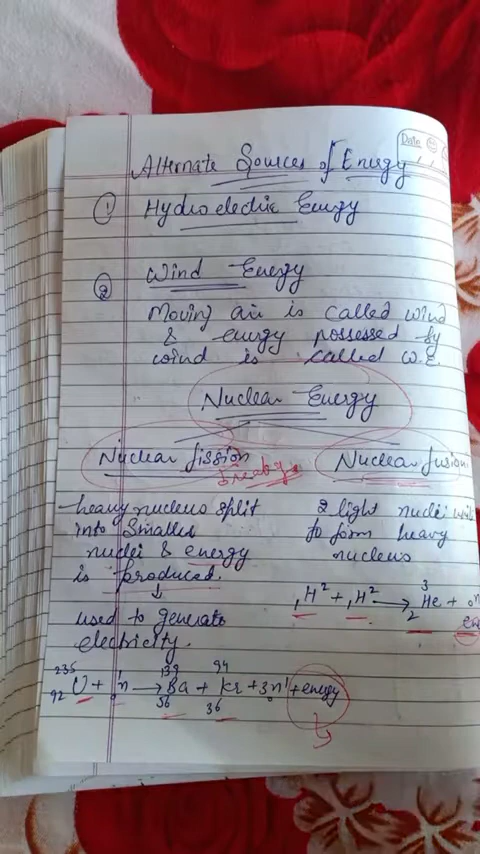 Date
Alternate Sources of Energy
① Hydroelectric Energy
② Wind Energy
Moving air is called wind
& energy possessed by
wind is called W.E.
Nuclear Energy
Nuclear fission
Nuclear fusion
heavy nucleus split
into smaller
nuclei & energy
is produced.
↓
used to generate
electricity.
2 light nuclei
to form heavy
nucleus
₁H² + ₁H² → ₂He³ + ₀n
₉₂U²³⁵ + ₀n¹ → ₅₆Ba¹³⁹ + ₃₆Kr⁹⁴ + 3₀n¹ + energy